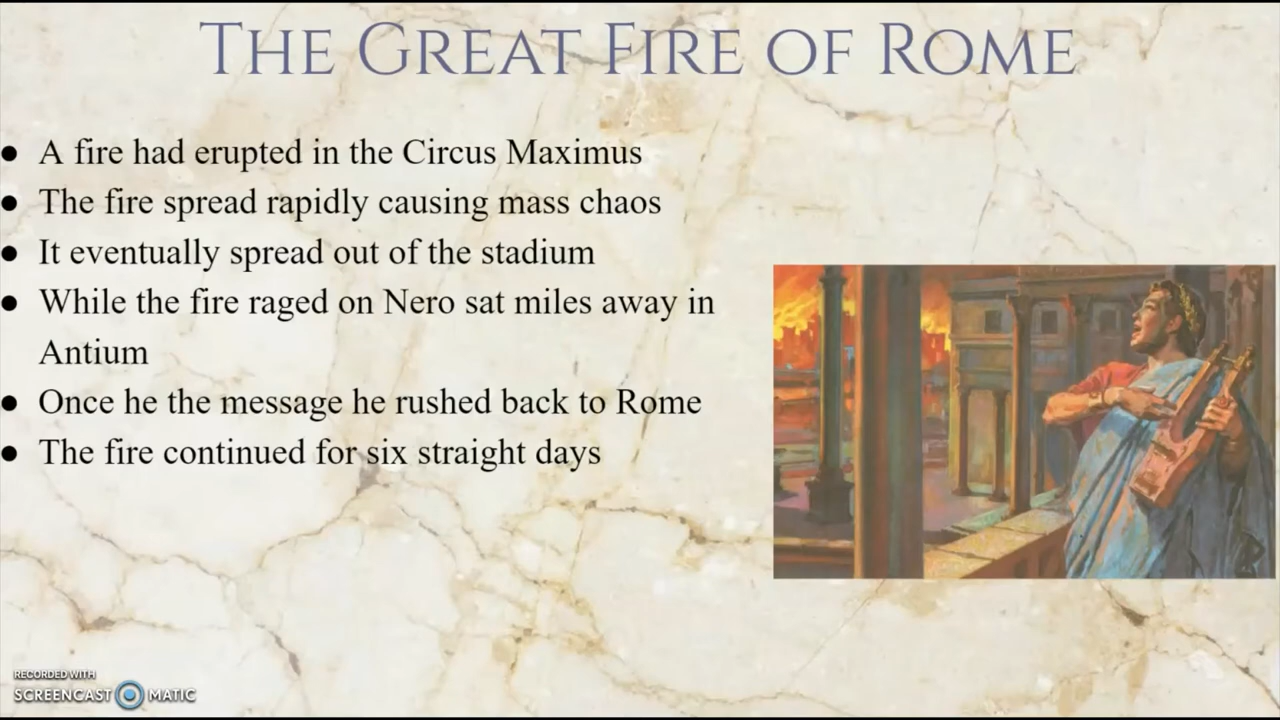 THE GREAT FIRE OF ROME
● A fire had erupted in the Circus Maximus
● The fire spread rapidly causing mass chaos
● It eventually spread out of the stadium
● While the fire raged on Nero sat miles away in
Antium
● Once he the message he rushed back to Rome
● The fire continued for six straight days
RECORDED WITH
SCREENCAST MATIC